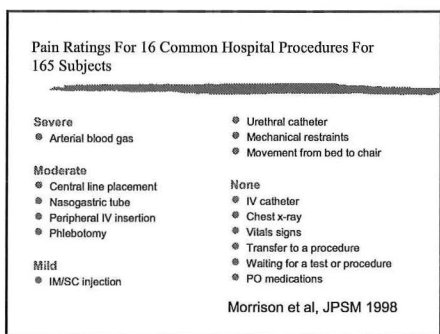 Pain Ratings For 16 Common Hospital Procedures For
165 Subjects
Severe
Arterial blood gas
Moderate
Central line placement
Nasogastric tube
Peripheral IV insertion
Phlebotomy
Mild
IM/SC injection
Urethral catheter
Mechanical restraints
Movement from bed to chair
None
IV catheter
Chest x-ray
Vitals signs
Transfer to a procedure
Waiting for a test or procedure
PO medications
Morrison et al, JPSM 1998